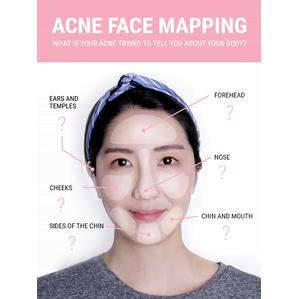 ACNE FACE MAPPING
WHAT IS YOUR ACNE TRYING TO TELL YOU ABOUT YOUR BODY?
EARS AND
TEMPLES
?
FOREHEAD
?
NOSE
?
CHEEKS
?
CHIN AND MOUTH
?
SIDES OF THE CHIN
?